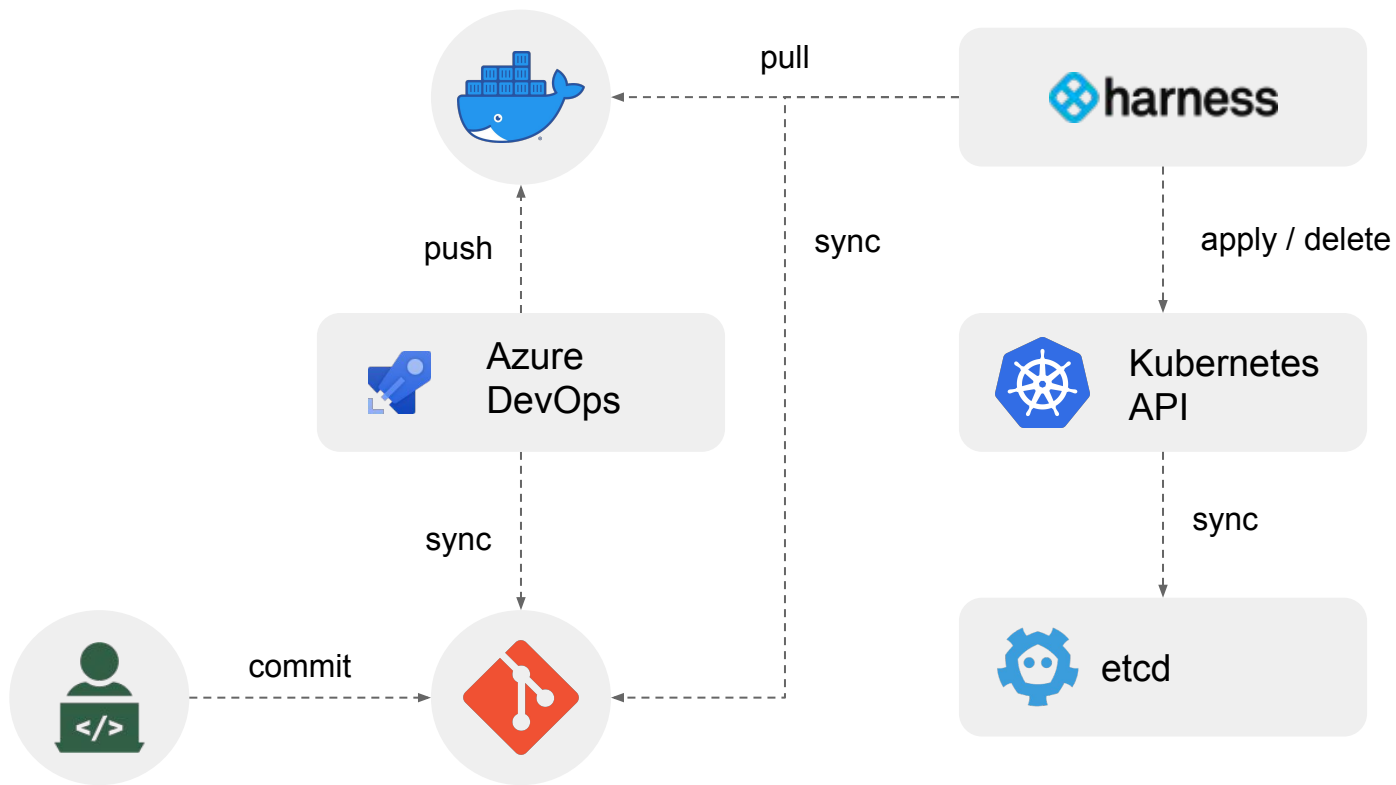 pull
harness
push
sync
apply / delete
Azure
DevOps
Kubernetes
API
sync
sync
commit
</>
etcd